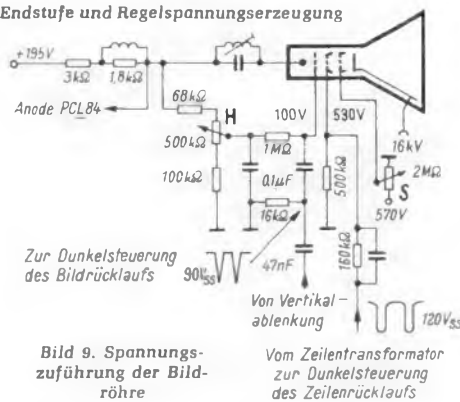 Endstufe und Regelspannungserzeugung
+195V
3kΩ
1,8kΩ
Anode PCL84
68kΩ
H
500kΩ
100kΩ
1MΩ
0,1µF
16kΩ
47nF
100V
530V
500kΩ
160kΩ
16kV
2MΩ
S
570V
Zur Dunkelsteuerung
des Bildrücklaufs
90Vss
Von Vertikal-
ablenkung
120Vss
Bild 9. Spannungs-
zuführung der Bild-
röhre
Vom Zeilentransformator
zur Dunkelsteuerung
des Zeilenrücklaufs